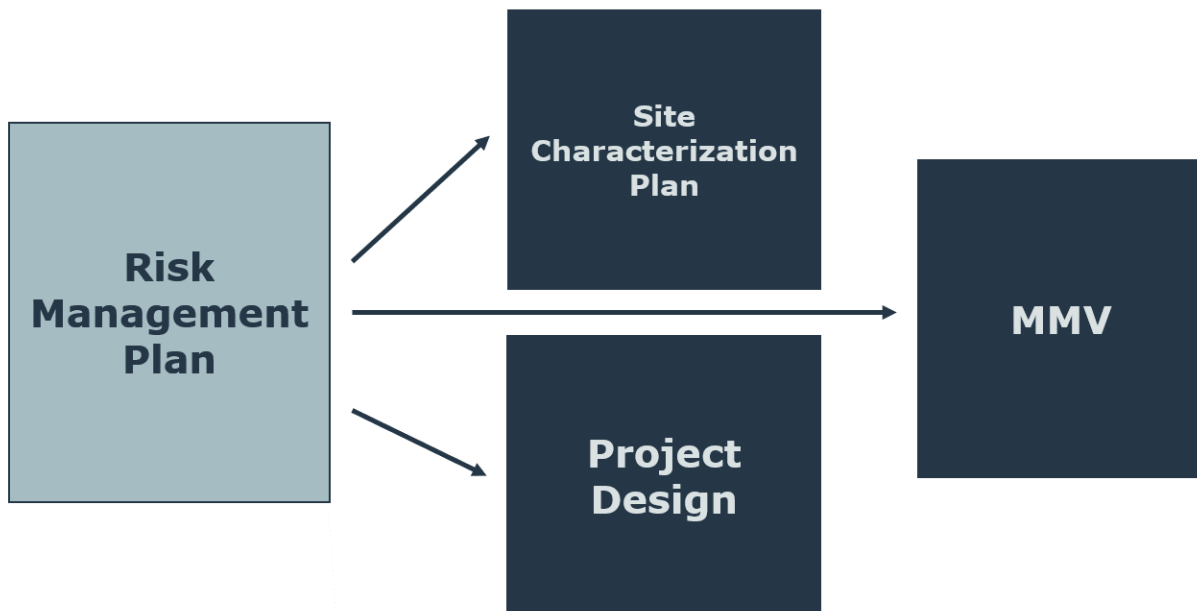 Risk
Management
Plan
Site
Characterization
Plan
Project
Design
MMV